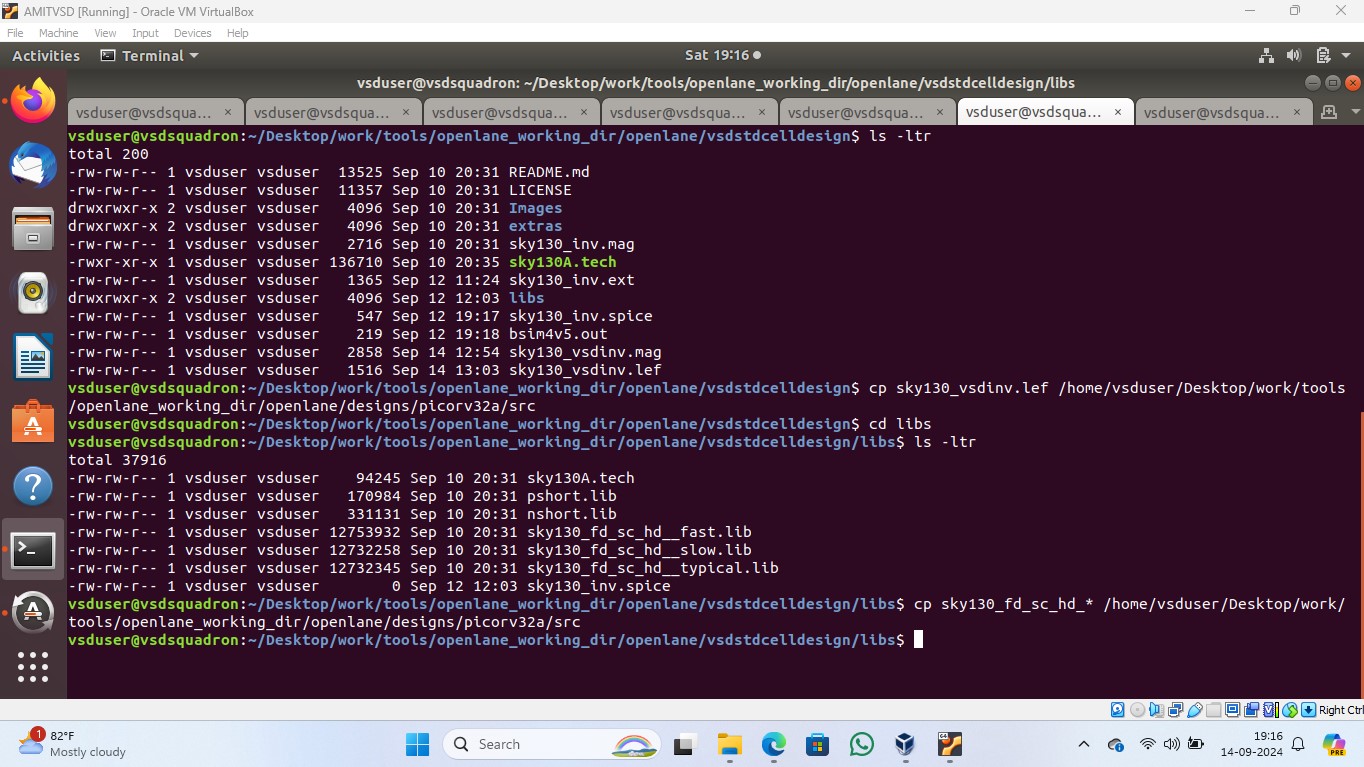 AMITVSD [Running] - Oracle VM VirtualBox
File Machine View Input Devices Help
Activities Terminal Sat 19:16
vsduser@vsdsquadron: ~/Desktop/work/tools/openlane_working_dir/openlane/vsdstdcelldesign/libs
vsduser@vsdsqua... × vsduser@vsdsqua... × vsduser@vsdsqua... × vsduser@vsdsqua... × vsduser@vsdsqua... × vsduser@vsdsqua... × vsduser@vsdsqua... ×
vsduser@vsdsquadron:~/Desktop/work/tools/openlane_working_dir/openlane/vsdstdcelldesign$ ls -ltr
total 200
-rw-rw-r-- 1 vsduser vsduser  13525 Sep 10 20:31 README.md
-rw-rw-r-- 1 vsduser vsduser  11357 Sep 10 20:31 LICENSE
drwxrwxr-x 2 vsduser vsduser   4096 Sep 10 20:31 Images
drwxrwxr-x 2 vsduser vsduser   4096 Sep 10 20:31 extras
-rw-rw-r-- 1 vsduser vsduser   2716 Sep 10 20:31 sky130_inv.mag
-rwxr-xr-x 1 vsduser vsduser 136710 Sep 10 20:35 sky130A.tech
-rw-rw-r-- 1 vsduser vsduser   1365 Sep 12 11:24 sky130_inv.ext
drwxrwxr-x 2 vsduser vsduser   4096 Sep 12 12:03 libs
-rw-rw-r-- 1 vsduser vsduser    547 Sep 12 19:17 sky130_inv.spice
-rw-rw-r-- 1 vsduser vsduser    219 Sep 12 19:18 bsim4v5.out
-rw-rw-r-- 1 vsduser vsduser   2858 Sep 14 12:54 sky130_vsdinv.mag
-rw-rw-r-- 1 vsduser vsduser   1516 Sep 14 13:03 sky130_vsdinv.lef
vsduser@vsdsquadron:~/Desktop/work/tools/openlane_working_dir/openlane/vsdstdcelldesign$ cp sky130_vsdinv.lef /home/vsduser/Desktop/work/tools
/openlane_working_dir/openlane/designs/picorv32a/src
vsduser@vsdsquadron:~/Desktop/work/tools/openlane_working_dir/openlane/vsdstdcelldesign$ cd libs
vsduser@vsdsquadron:~/Desktop/work/tools/openlane_working_dir/openlane/vsdstdcelldesign/libs$ ls -ltr
total 37916
-rw-rw-r-- 1 vsduser vsduser    94245 Sep 10 20:31 sky130A.tech
-rw-rw-r-- 1 vsduser vsduser   170984 Sep 10 20:31 pshort.lib
-rw-rw-r-- 1 vsduser vsduser   331131 Sep 10 20:31 nshort.lib
-rw-rw-r-- 1 vsduser vsduser 12753932 Sep 10 20:31 sky130_fd_sc_hd__fast.lib
-rw-rw-r-- 1 vsduser vsduser 12732258 Sep 10 20:31 sky130_fd_sc_hd__slow.lib
-rw-rw-r-- 1 vsduser vsduser 12732345 Sep 10 20:31 sky130_fd_sc_hd__typical.lib
-rw-rw-r-- 1 vsduser vsduser        0 Sep 12 12:03 sky130_inv.spice
vsduser@vsdsquadron:~/Desktop/work/tools/openlane_working_dir/openlane/vsdstdcelldesign/libs$ cp sky130_fd_sc_hd_* /home/vsduser/Desktop/work/
tools/openlane_working_dir/openlane/designs/picorv32a/src
vsduser@vsdsquadron:~/Desktop/work/tools/openlane_working_dir/openlane/vsdstdcelldesign/libs$
Right Ctrl
1 82°F
Mostly cloudy
Search
19:16
14-09-2024
PRE